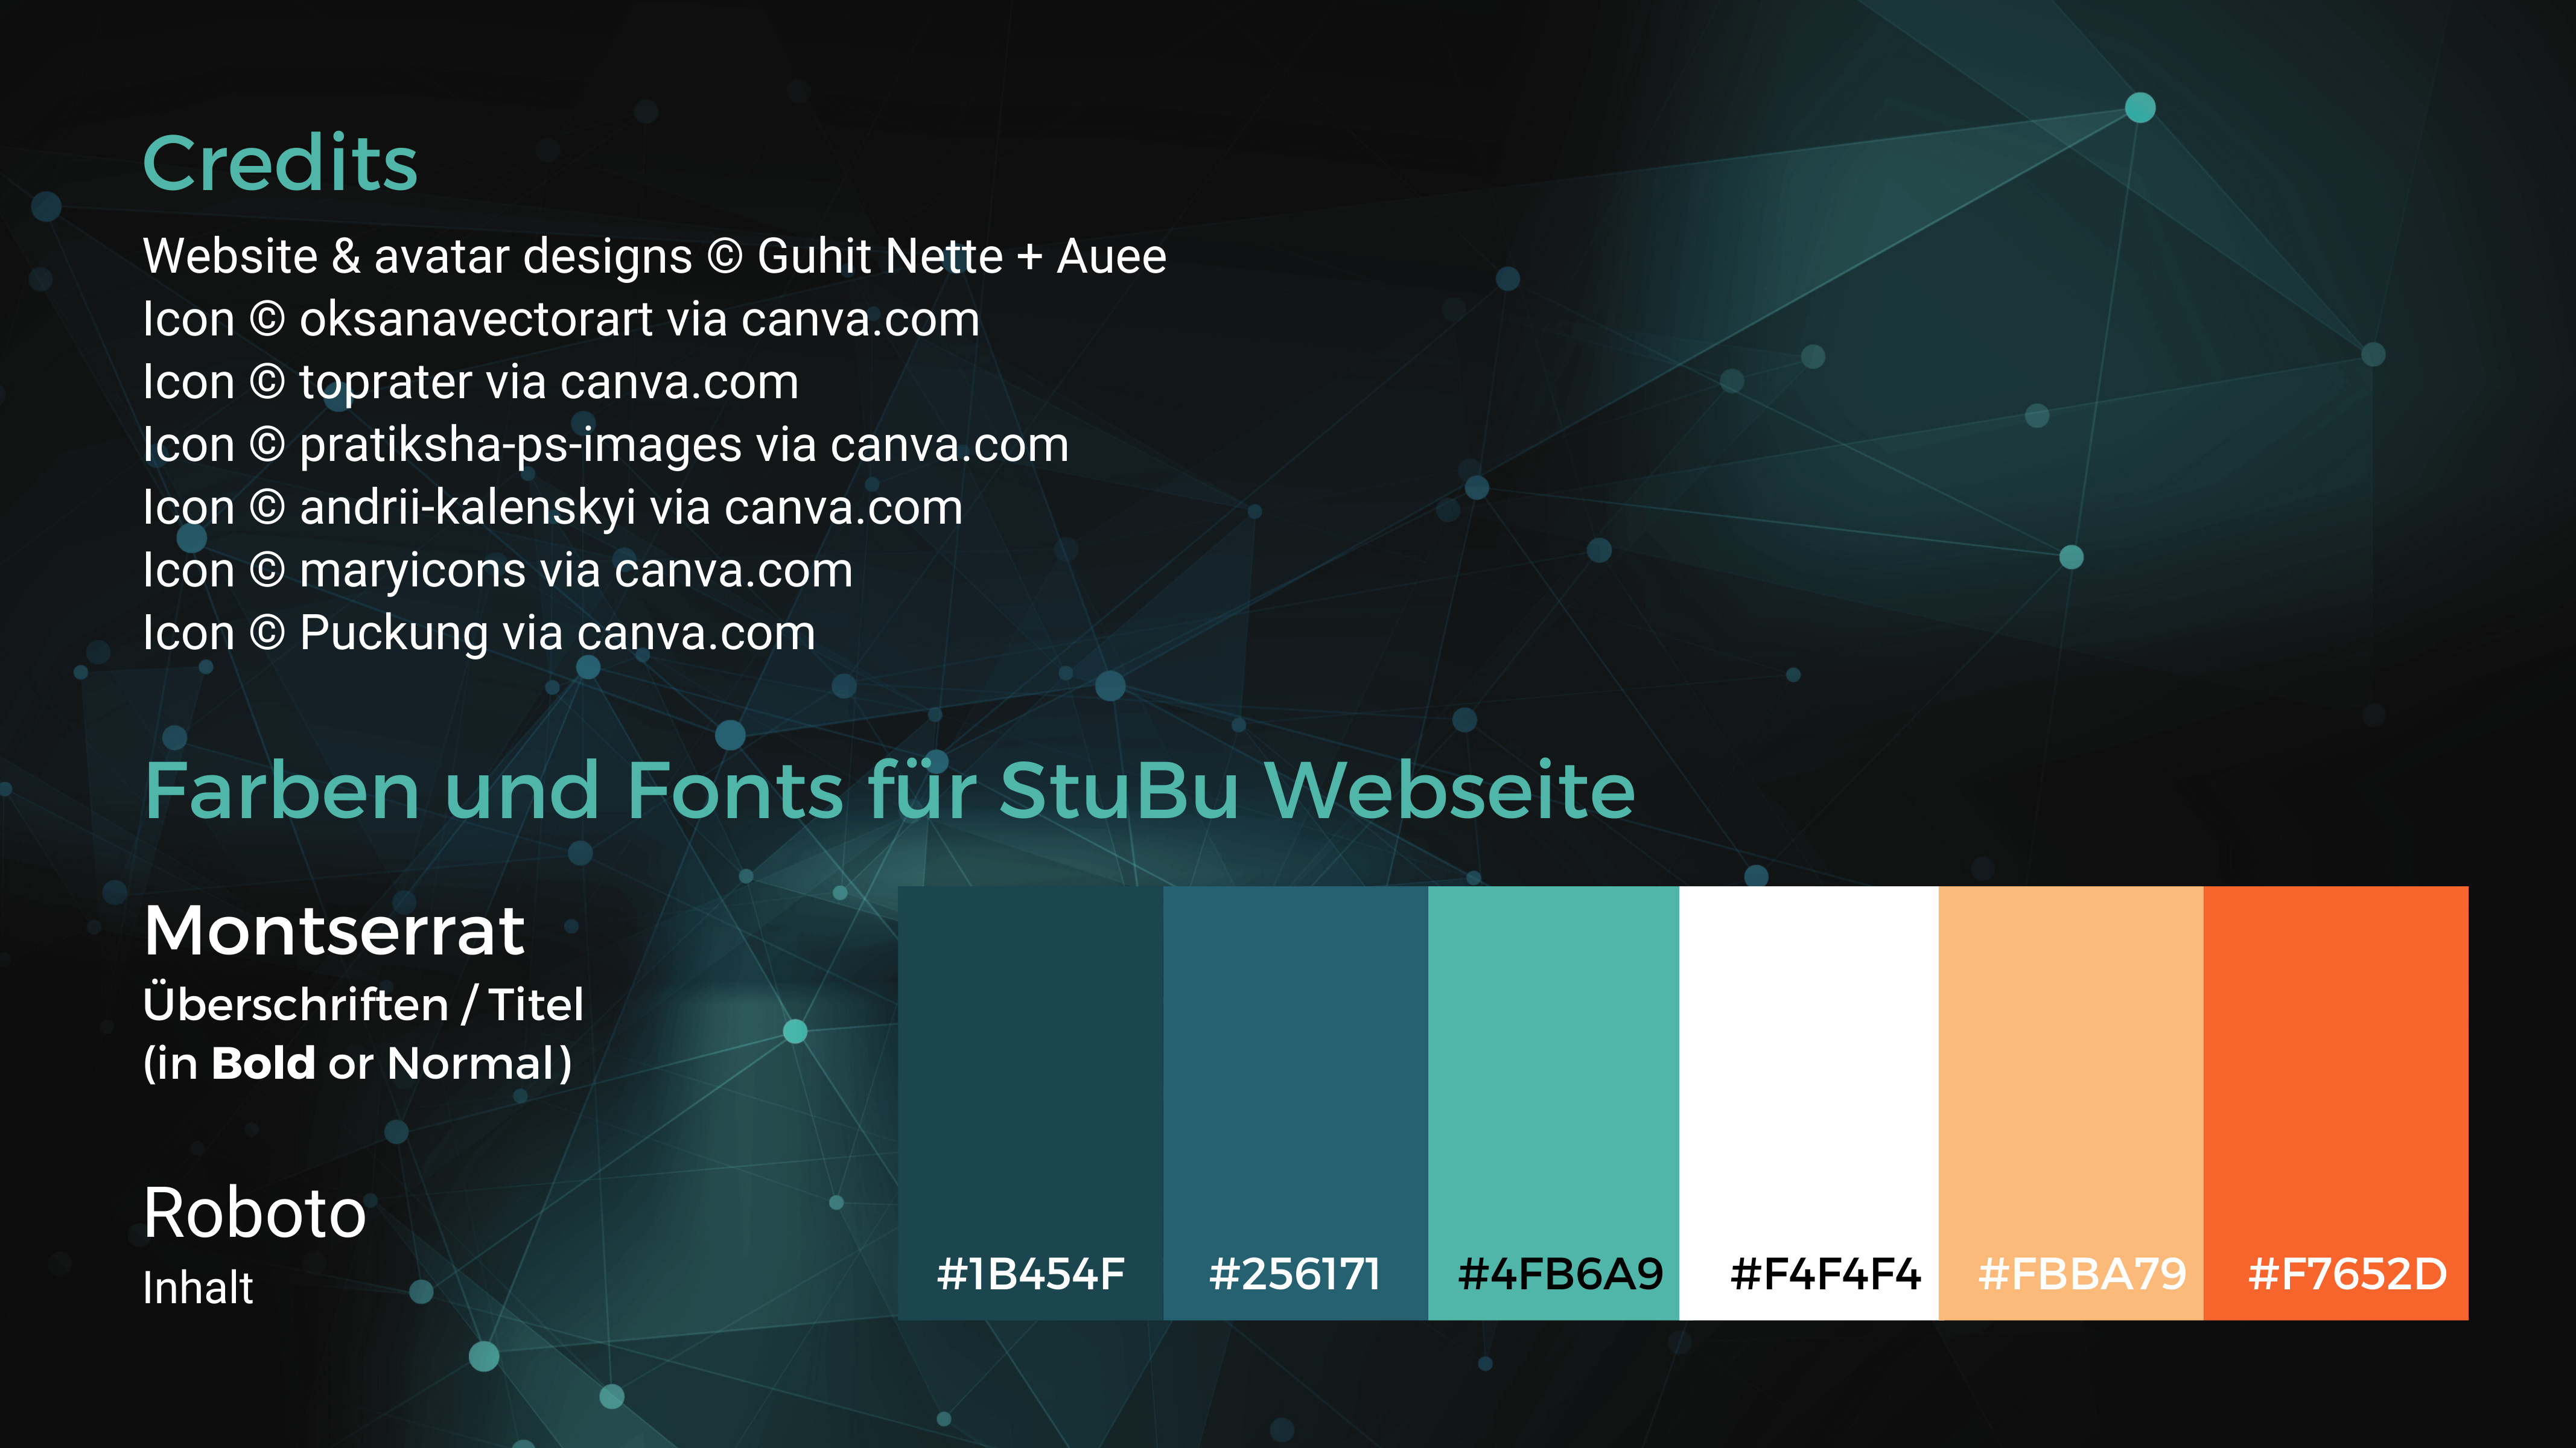 Credits
Website & avatar designs © Guhit Nette + Auee
Icon © oksanavectorart via canva.com
Icon © toprater via canva.com
Icon © pratiksha-ps-images via canva.com
Icon © andrii-kalenskyi via canva.com
Icon © maryicons via canva.com
Icon © Puckung via canva.com
Farben und Fonts für StuBu Webseite
Montserrat
Überschriften / Titel
(in Bold or Normal)
Roboto
Inhalt
#1B454F #256171 #4FB6A9 #F4F4F4 #FBBA79 #F7652D